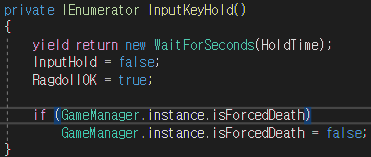 private IEnumerator InputKeyHold()
{
    yield return new WaitForSeconds(HoldTime);
    InputHold = false;
    RagdollOK = true;

    if (GameManager.instance.isForcedDeath)
        GameManager.instance.isForcedDeath = false;
}